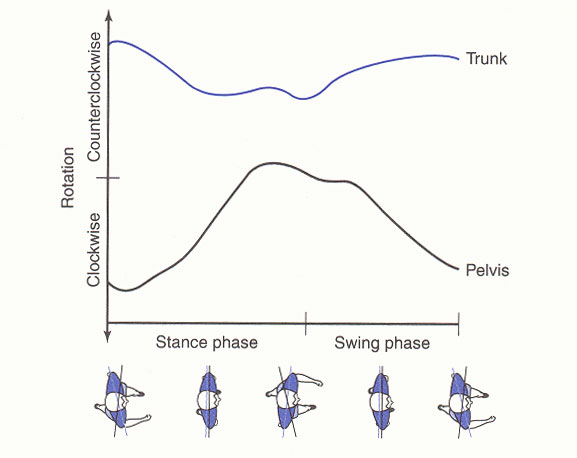 Counterclockwise
Trunk
Rotation
Clockwise
Pelvis
Stance phase
Swing phase